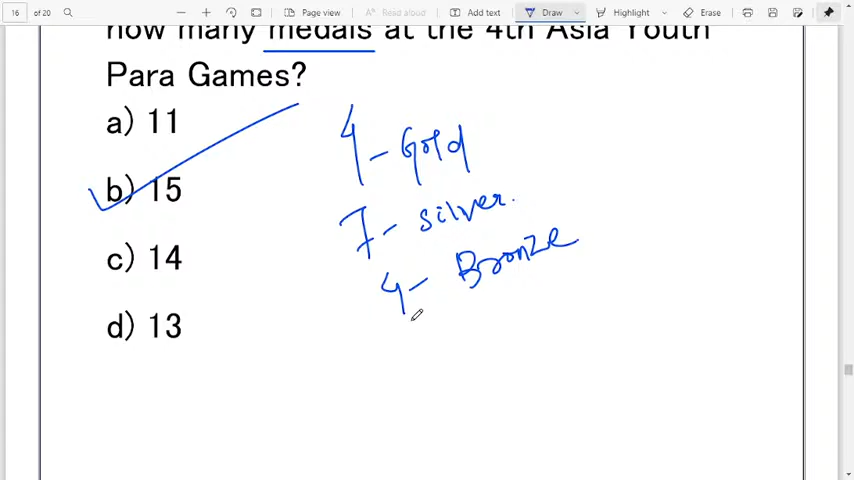 16 of 20 Page view Read aloud Add text Draw Highlight Erase
how many medals at the 4th Asia Youth
Para Games?
a) 11
b) 15
c) 14
d) 13
4 - Gold
7 - silver.
4 - Bronze